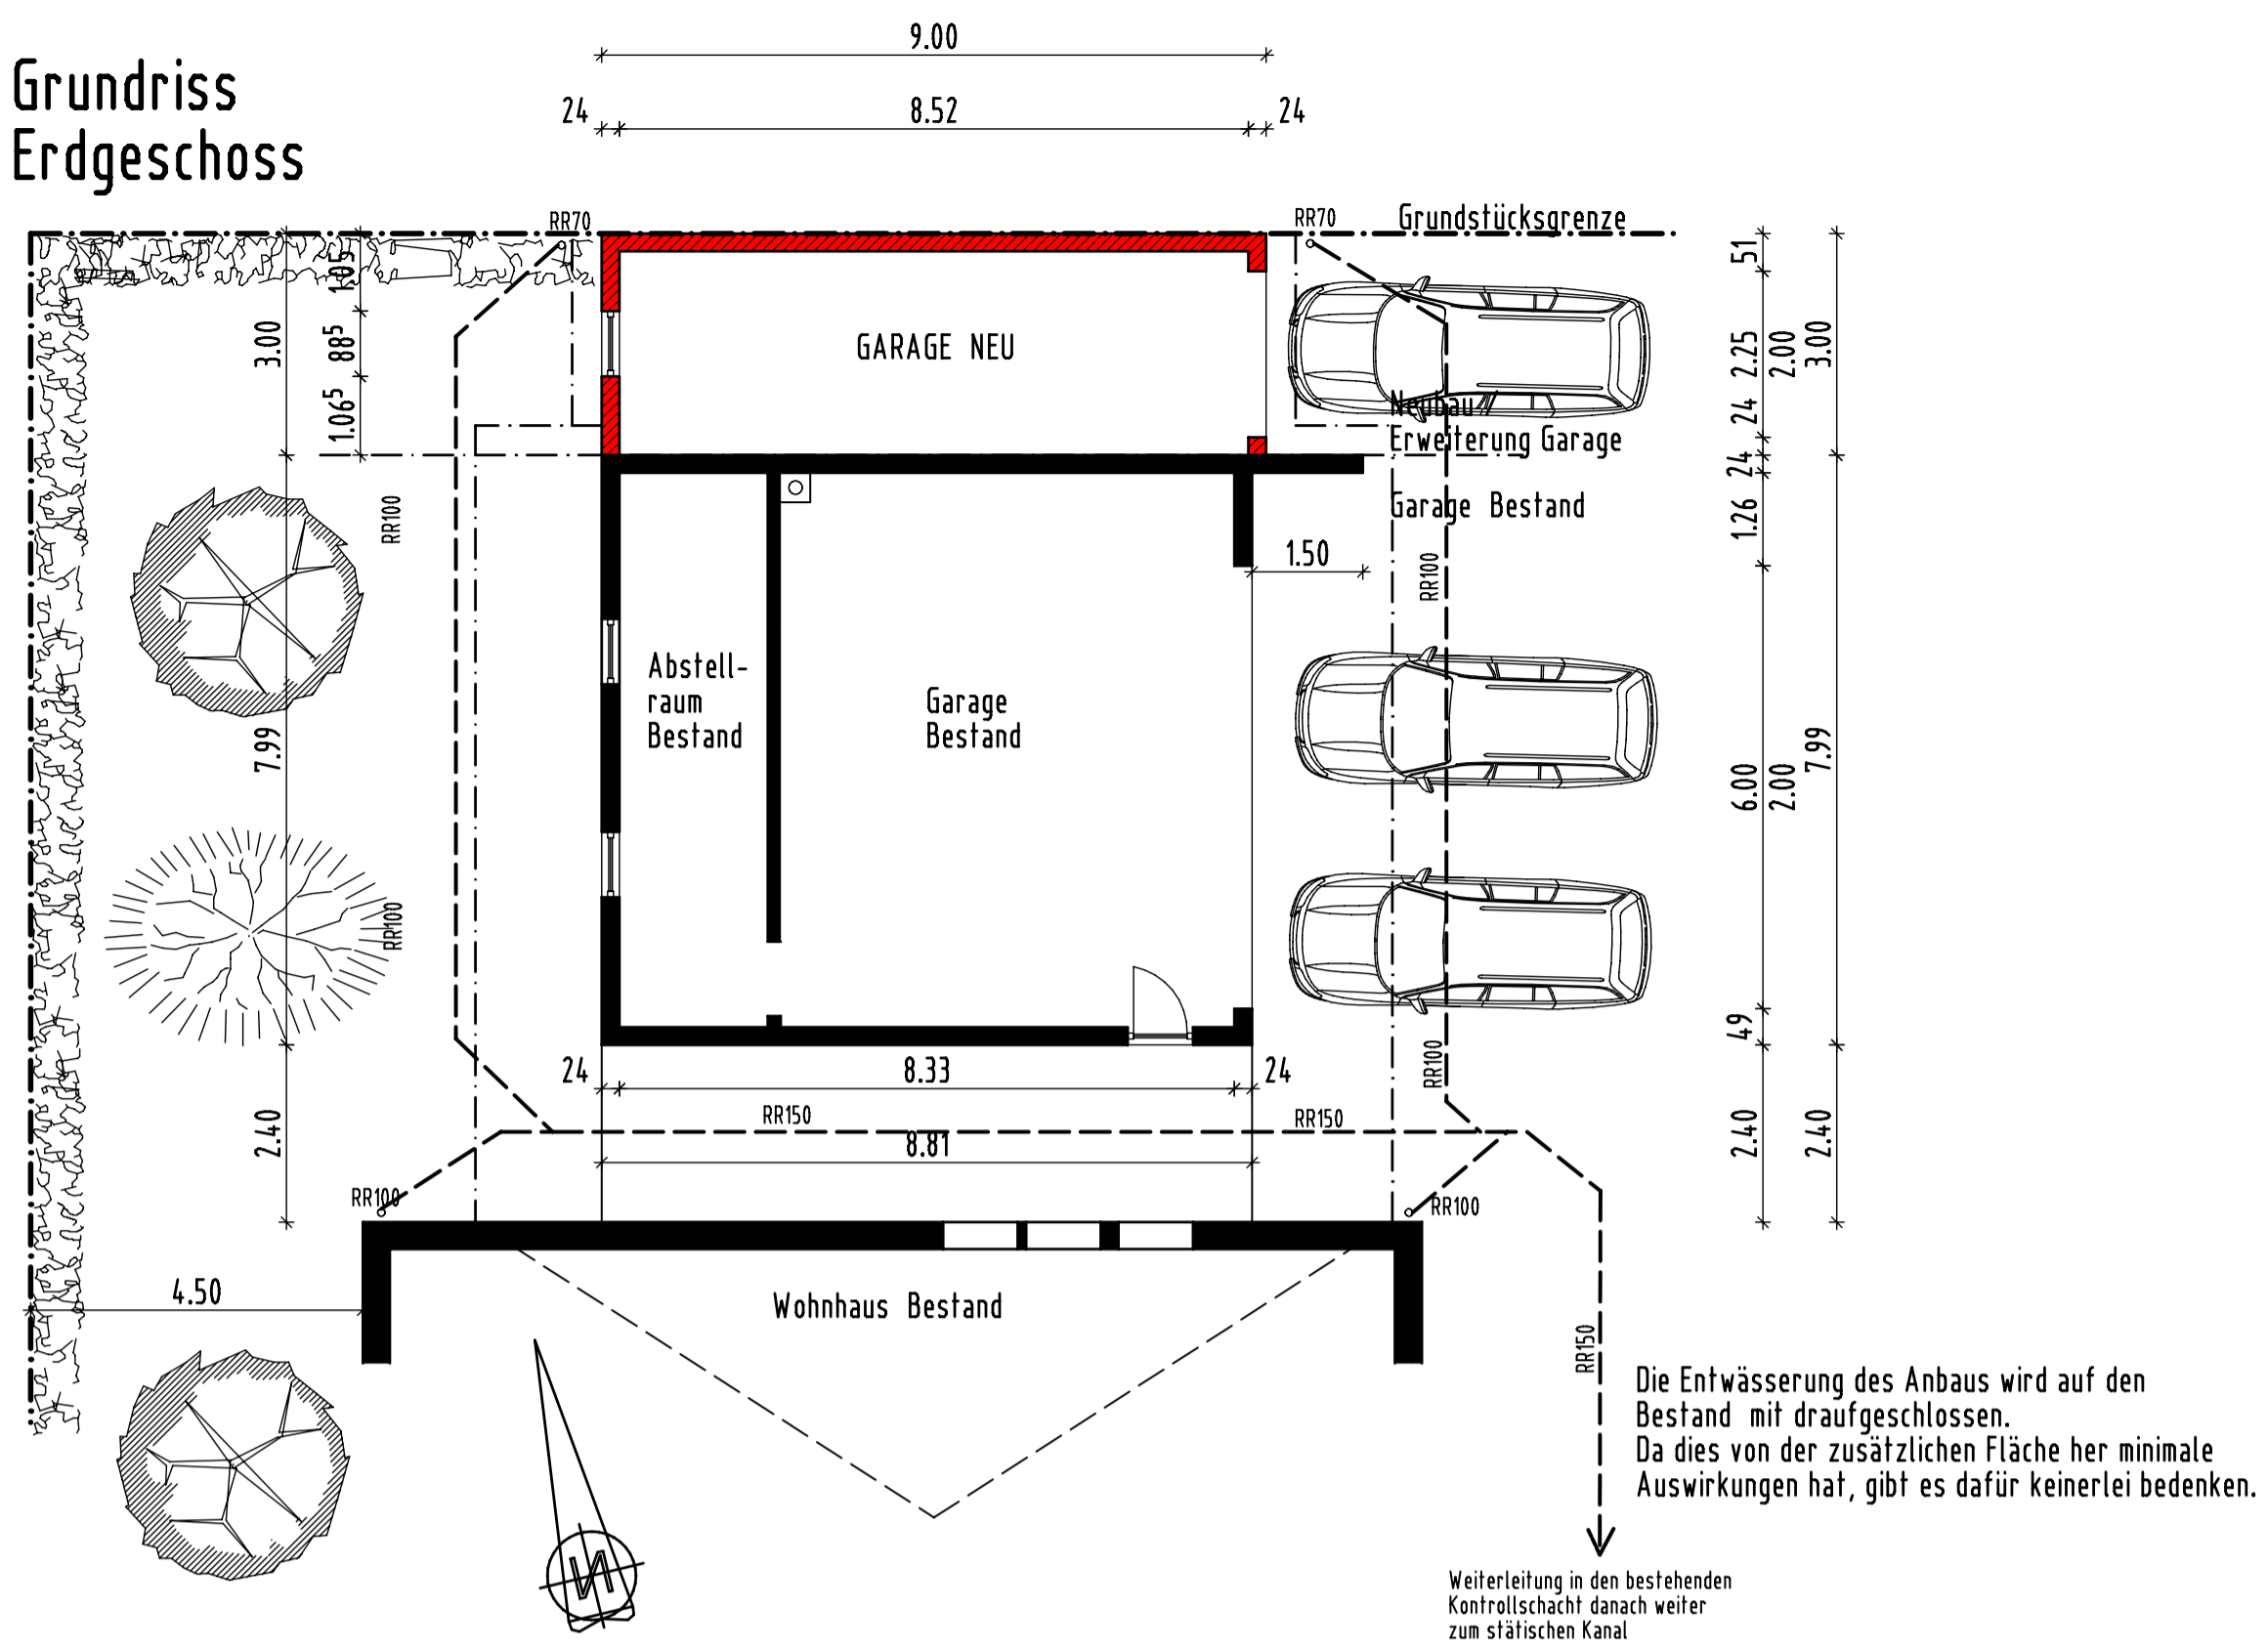 9.00
Grundriss
Erdgeschoss
24
8.52
24
RR70
RR70
Grundstücksgrenze
1.05
88⁵
1.06⁵
3.00
GARAGE NEU
51
2.25
2.00
3.00
24
Neubau /
Erweiterung Garage
24
RR100
Garage Bestand
1.26
1.50
RR100
Abstell-
raum
Bestand
Garage
Bestand
7.99
6.00
2.00
7.99
RR100
49
24
8.33
24
RR100
RR150
RR150
2.40
8.81
2.40
2.40
RR100
RR100
4.50
Wohnhaus Bestand
RR150
Die Entwässerung des Anbaus wird auf den
Bestand mit draufgeschlossen.
Da dies von der zusätzlichen Fläche her minimale
Auswirkungen hat, gibt es dafür keinerlei bedenken.
N
Weiterleitung in den bestehenden
Kontrollschacht danach weiter
zum stätischen Kanal